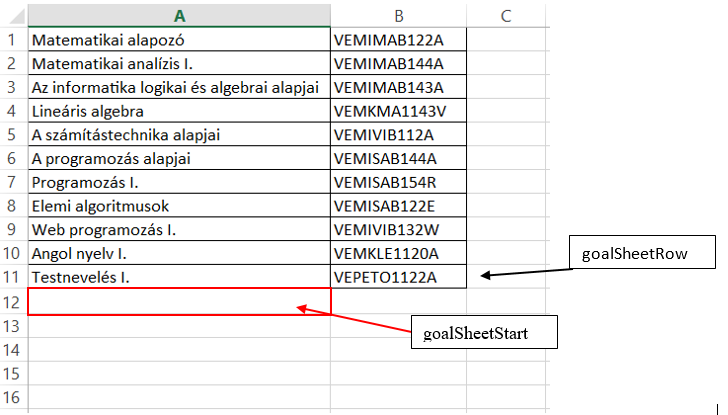 A B C
1 Matematikai alapozó VEMIMAB122A
2 Matematikai analízis I. VEMIMAB144A
3 Az informatika logikai és algebrai alapjai VEMIMAB143A
4 Lineáris algebra VEMKMA1143V
5 A számítástechnika alapjai VEMIVIB112A
6 A programozás alapjai VEMISAB144A
7 Programozás I. VEMISAB154R
8 Elemi algoritmusok VEMISAB122E
9 Web programozás I. VEMIVIB132W
10 Angol nyelv I. VEMKLE1120A
goalSheetRow
11 Testnevelés I. VEPETO1122A
12
goalSheetStart
13
14
15
16